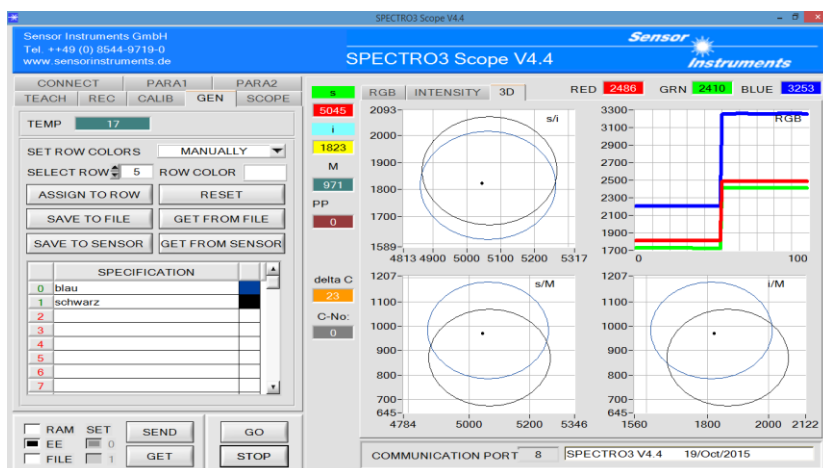 SPECTRO3 Scope V4.4
Sensor Instruments GmbH
Tel. ++49 (0) 8544-9719-0
www.sensorinstruments.de
SPECTRO3 Scope V4.4
Sensor
Instruments
CONNECT PARA1 PARA2
TEACH REC CALIB GEN SCOPE
TEMP 17
SET ROW COLORS MANUALLY
SELECT ROW 5 ROW COLOR
ASSIGN TO ROW RESET
SAVE TO FILE GET FROM FILE
SAVE TO SENSOR GET FROM SENSOR
SPECIFICATION
0 blau
1 schwarz
2
3
4
5
6
7
RAM SET
EE 0
FILE 1
SEND
GET
GO
STOP
s
5045
i
1823
M
971
PP
0
delta C
23
C-No:
0
RGB INTENSITY 3D
RED 2486 GRN 2410 BLUE 3253
s/i
2093
2000
1900
1800
1700
1589
4813 4900 5000 5100 5200 5317
RGB
3300
3100
2900
2700
2500
2300
2100
1900
1700
0 100
s/M
1207
1100
1000
900
800
700
645
4784 5000 5200 5346
i/M
1207
1100
1000
900
800
700
645
1560 1800 2000 2122
COMMUNICATION PORT 8 SPECTRO3 V4.4 19/Oct/2015